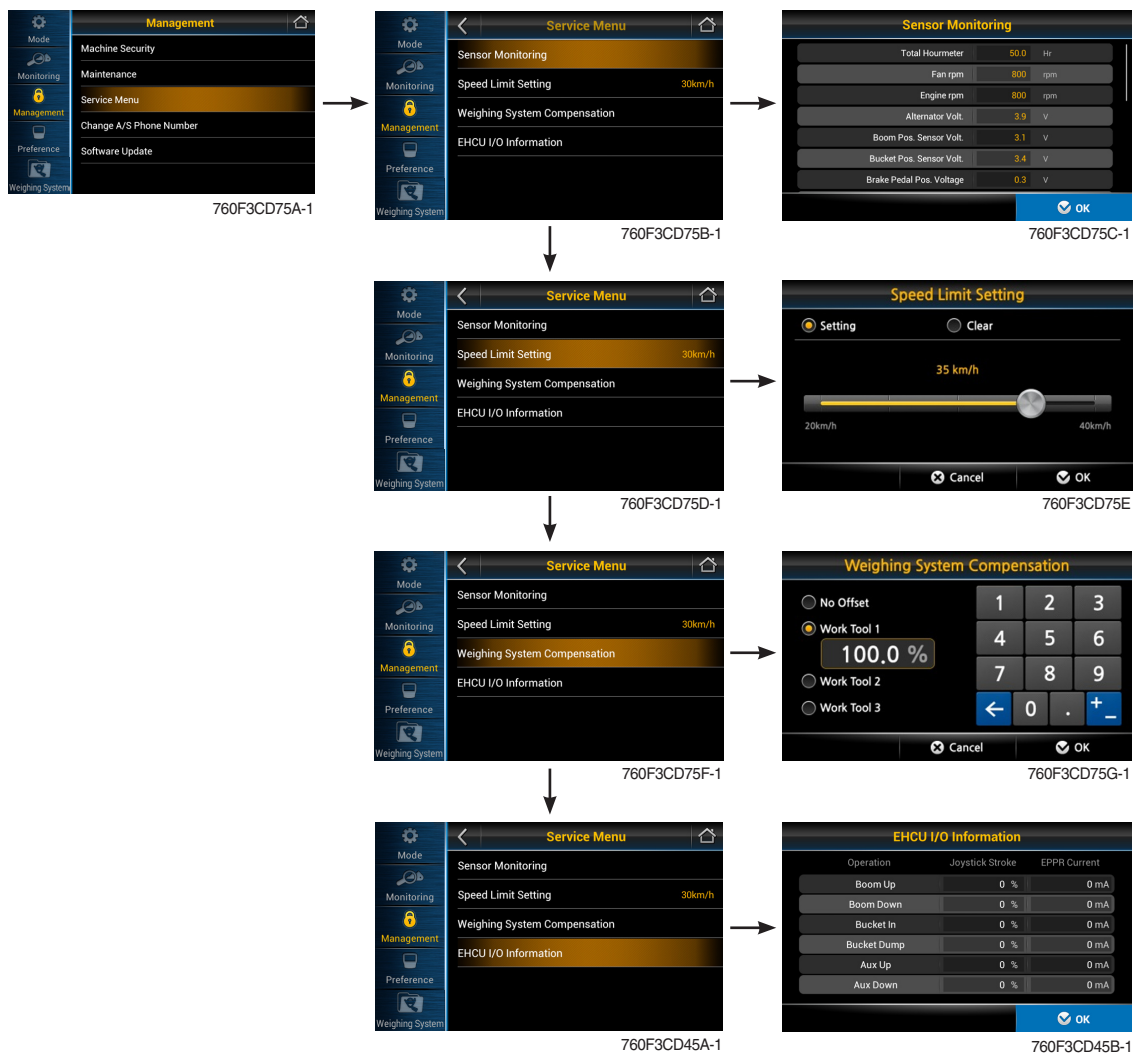 Management
Mode
Monitoring
Management
Preference
Weighing System
Machine Security
Maintenance
Service Menu
Change A/S Phone Number
Software Update
760F3CD75A-1
Service Menu
Mode
Monitoring
Management
Preference
Weighing System
Sensor Monitoring
Speed Limit Setting 30km/h
Weighing System Compensation
EHCU I/O Information
760F3CD75B-1
Sensor Monitoring
Total Hourmeter 50.0 Hr
Fan rpm 800 rpm
Engine rpm 800 rpm
Alternator Volt. 3.9 V
Boom Pos. Sensor Volt. 3.1 V
Bucket Pos. Sensor Volt. 3.4 V
Brake Pedal Pos. Voltage 0.3 V
OK
760F3CD75C-1
Service Menu
Mode
Monitoring
Management
Preference
Weighing System
Sensor Monitoring
Speed Limit Setting 30km/h
Weighing System Compensation
EHCU I/O Information
760F3CD75D-1
Speed Limit Setting
Setting Clear
35 km/h
20km/h 40km/h
Cancel OK
760F3CD75E
Service Menu
Mode
Monitoring
Management
Preference
Weighing System
Sensor Monitoring
Speed Limit Setting 30km/h
Weighing System Compensation
EHCU I/O Information
760F3CD75F-1
Weighing System Compensation
No Offset
Work Tool 1
100.0 %
Work Tool 2
Work Tool 3
1 2 3
4 5 6
7 8 9
← 0 . +−
Cancel OK
760F3CD75G-1
Service Menu
Mode
Monitoring
Management
Preference
Weighing System
Sensor Monitoring
Speed Limit Setting 30km/h
Weighing System Compensation
EHCU I/O Information
760F3CD45A-1
EHCU I/O Information
Operation Joystick Stroke EPPR Current
Boom Up 0 % 0 mA
Boom Down 0 % 0 mA
Bucket In 0 % 0 mA
Bucket Dump 0 % 0 mA
Aux Up 0 % 0 mA
Aux Down 0 % 0 mA
OK
760F3CD45B-1